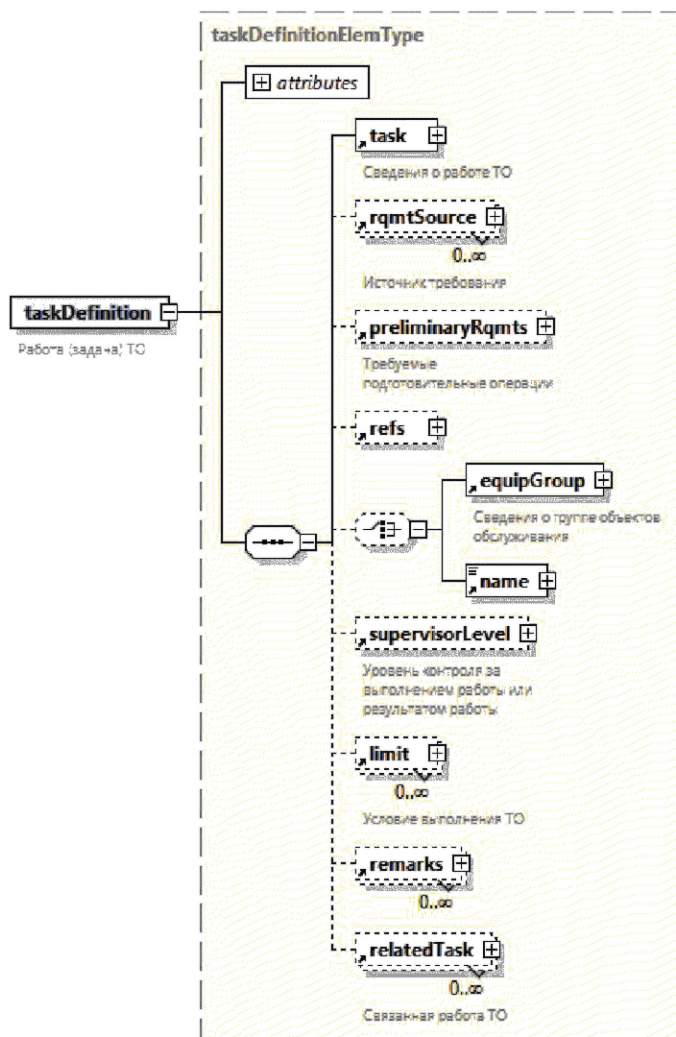 taskDefinitionElemType
attributes
task
Сведения о работе ТО
rqmtSource
0..∞
Источник требования
taskDefinition
Работа (задача) ТО
preliminaryRqmts
Требуемые
подготовительные операции
refs
equipGroup
Сведения о группе объектов
обслуживания
name
supervisorLevel
Уровень контроля за
выполнением работы или
результатом работы
limit
0..∞
Условие выполнения ТО
remarks
0..∞
relatedTask
0..∞
Связанная работа ТО